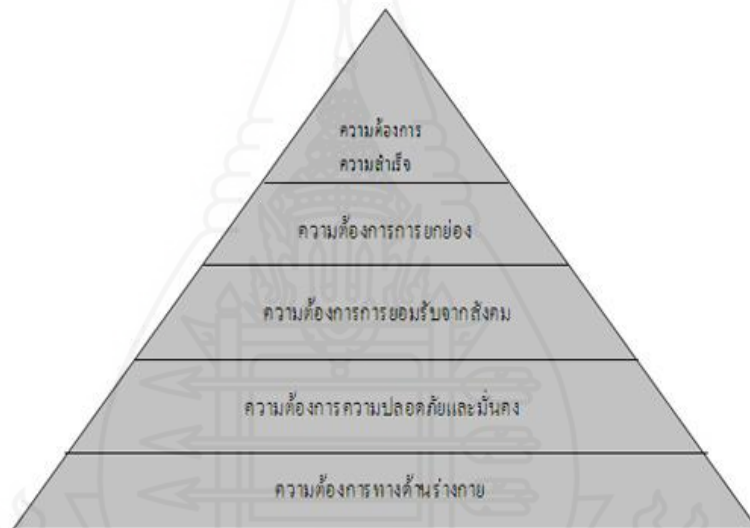 ความต้องการ
ความสำเร็จ
ความต้องการการยกย่อง
ความต้องการการยอมรับจากสังคม
ความต้องการความปลอดภัยและมั่นคง
ความต้องการทางด้านร่างกาย